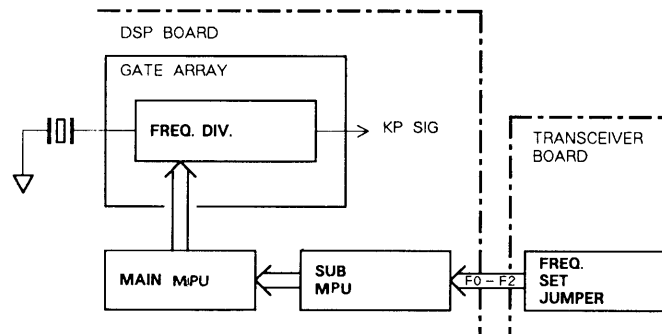 DSP BOARD
GATE ARRAY
FREQ. DIV.
KP SIG
TRANSCEIVER
BOARD
MAIN MPU
SUB
MPU
F0 - F2
FREQ.
SET
JUMPER